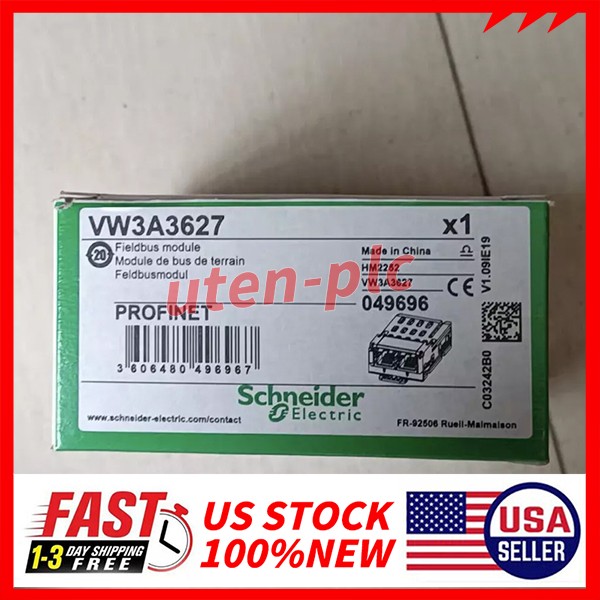 VW3A3627
x1
20
Fieldbus module
Module de bus de terrain
Feldbusmodul
Made in China
HM2252
VW3A3627
CE
049696
PROFINET
3 606480 496967
V1.09IE19
C03242B0
uten-plc
Schneider
Electric
www.schneider-electric.com/contact
FR-92506 Rueil-Malmaison
FAST
1-3 DAY SHIPPING
FREE
US STOCK
100%NEW
USA
SELLER